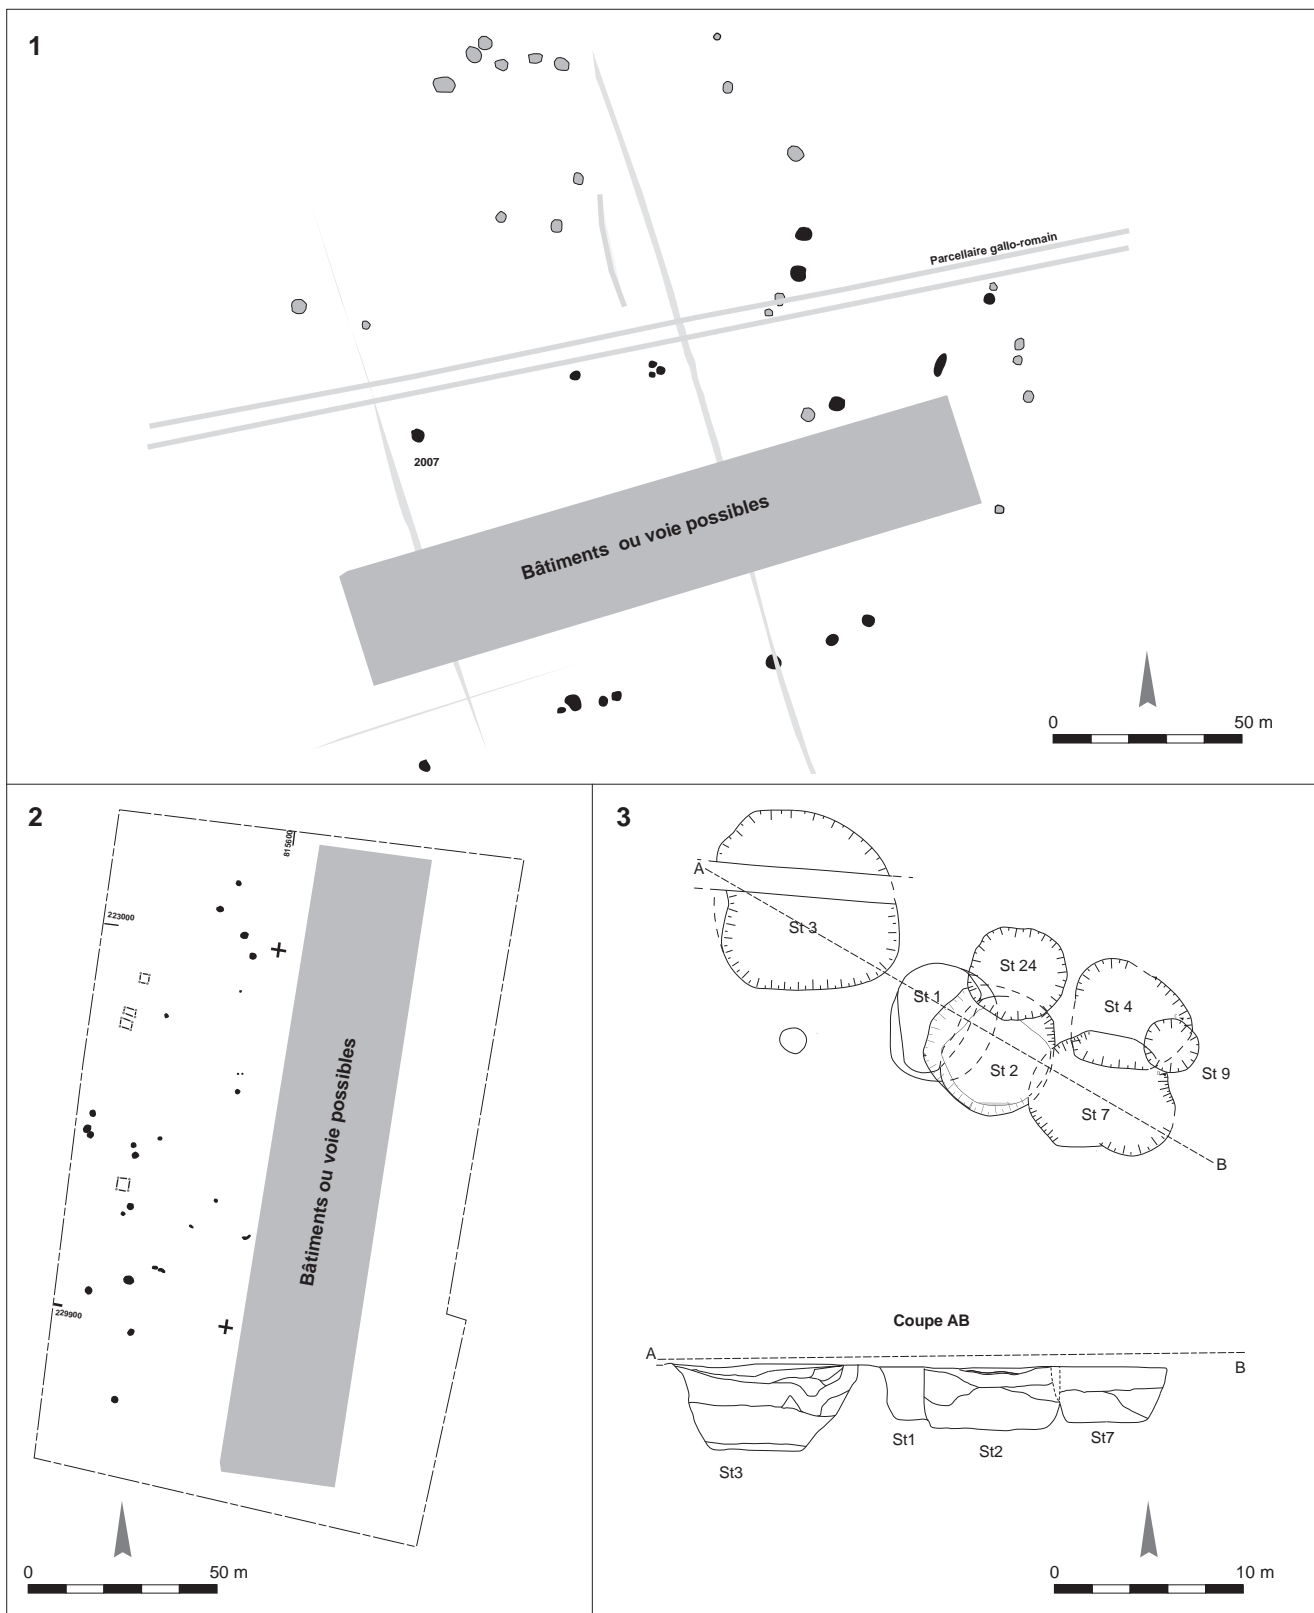 1
Parcellaire gallo-romain
2007
Bâtiments ou voie possibles
0 50 m
2
815600
223000
Bâtiments ou voie possibles
229900
0 50 m
3
A
St 3
St 24
St 1
St 4
St 2
St 9
St 7
B
Coupe AB
A
B
St3
St1
St2
St7
0 10 m